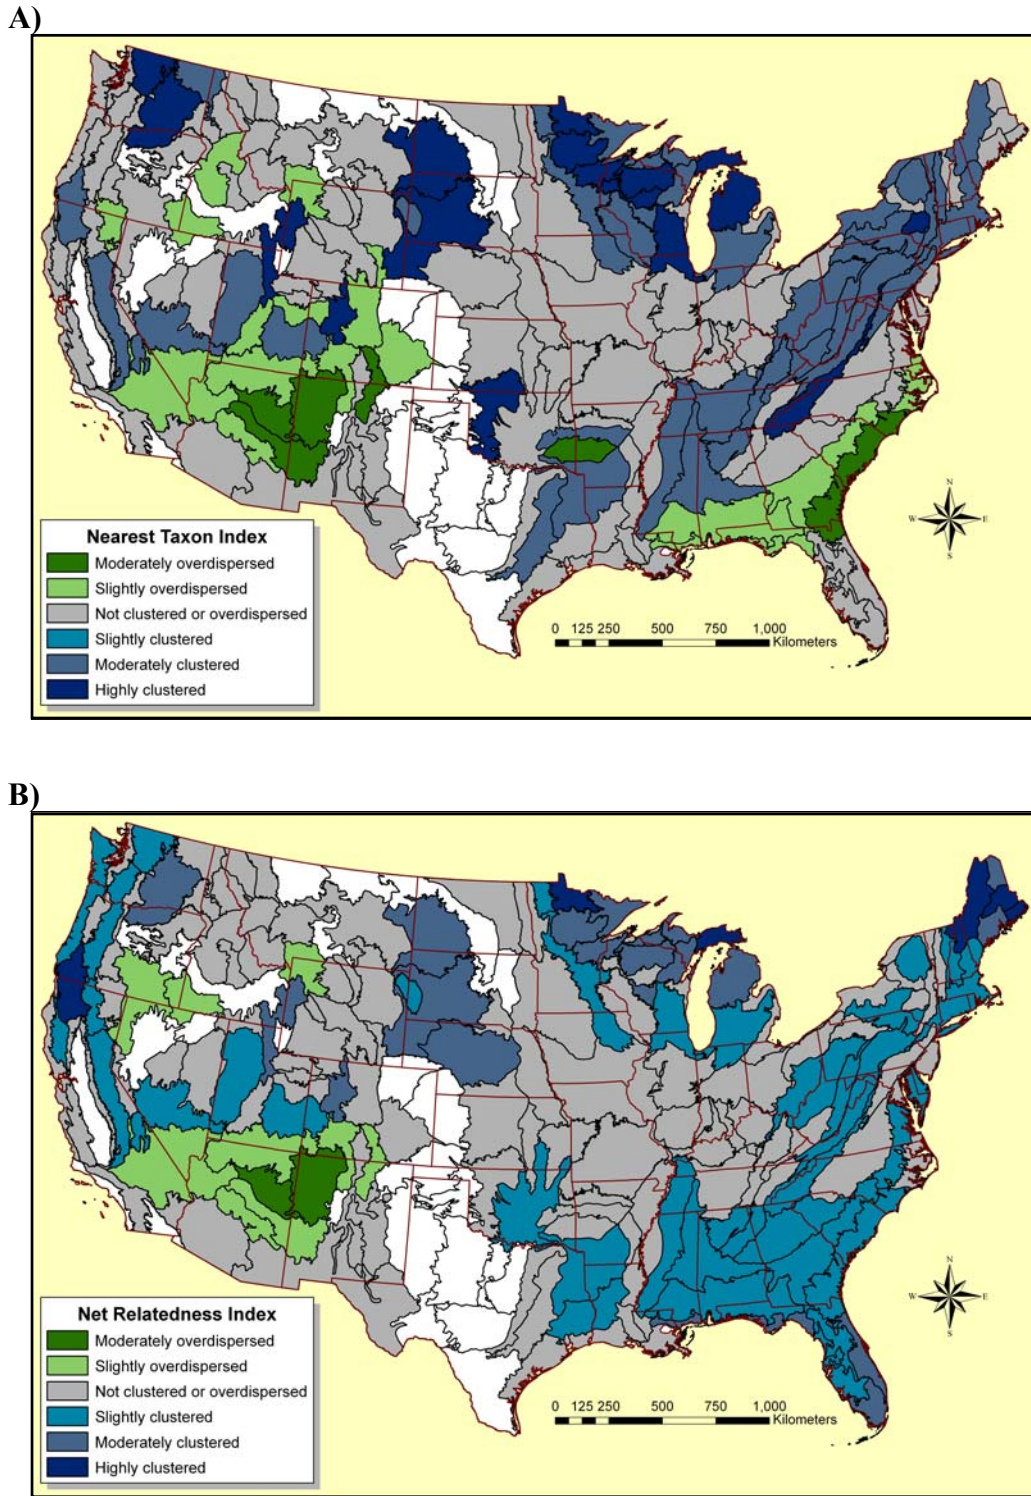 A)
N
W E
S
Nearest Taxon Index
Moderately overdispersed
Slightly overdispersed
Not clustered or overdispersed
Slightly clustered
Moderately clustered
Highly clustered
0 125 250 500 750 1,000
Kilometers
B)
N
W E
S
Net Relatedness Index
Moderately overdispersed
Slightly overdispersed
Not clustered or overdispersed
Slightly clustered
Moderately clustered
Highly clustered
0 125 250 500 750 1,000
Kilometers